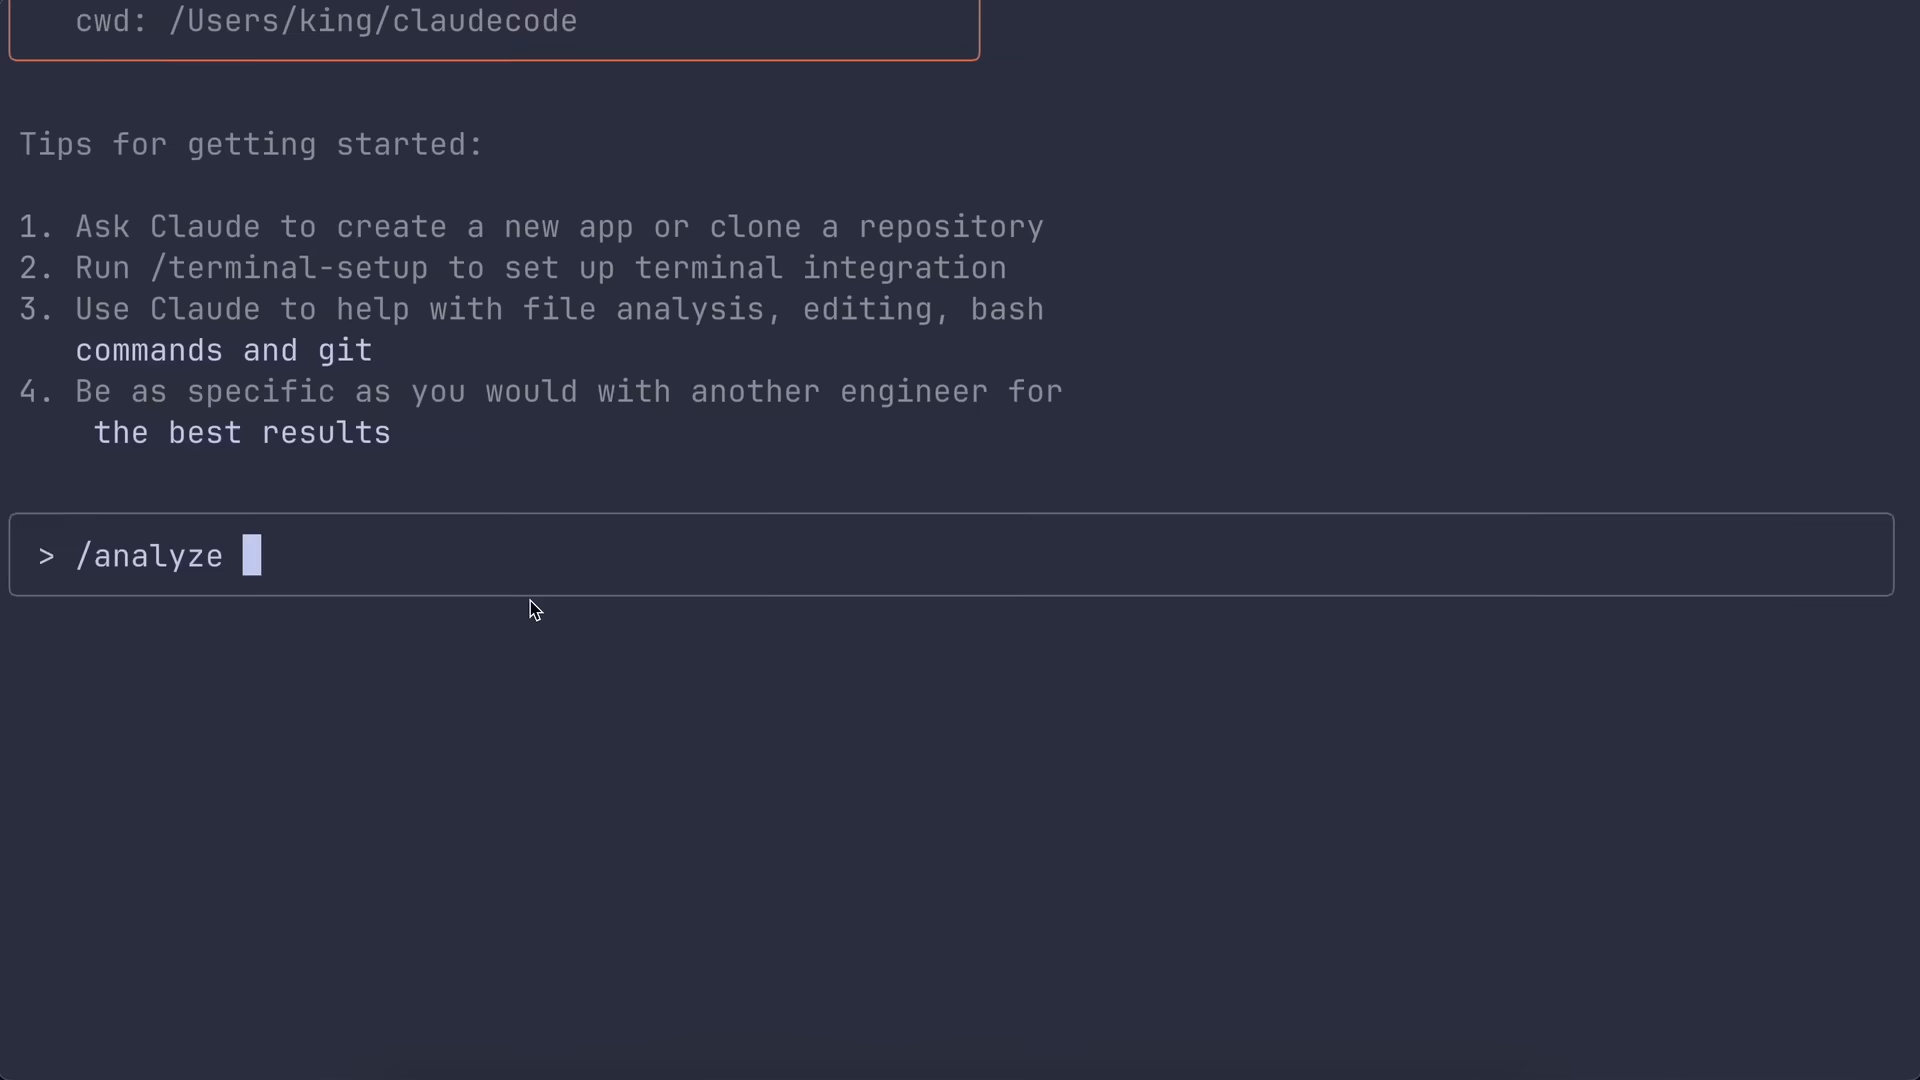 cwd: /Users/king/claudecode
Tips for getting started:
1. Ask Claude to create a new app or clone a repository
2. Run /terminal-setup to set up terminal integration
3. Use Claude to help with file analysis, editing, bash
commands and git
4. Be as specific as you would with another engineer for
the best results
> /analyze